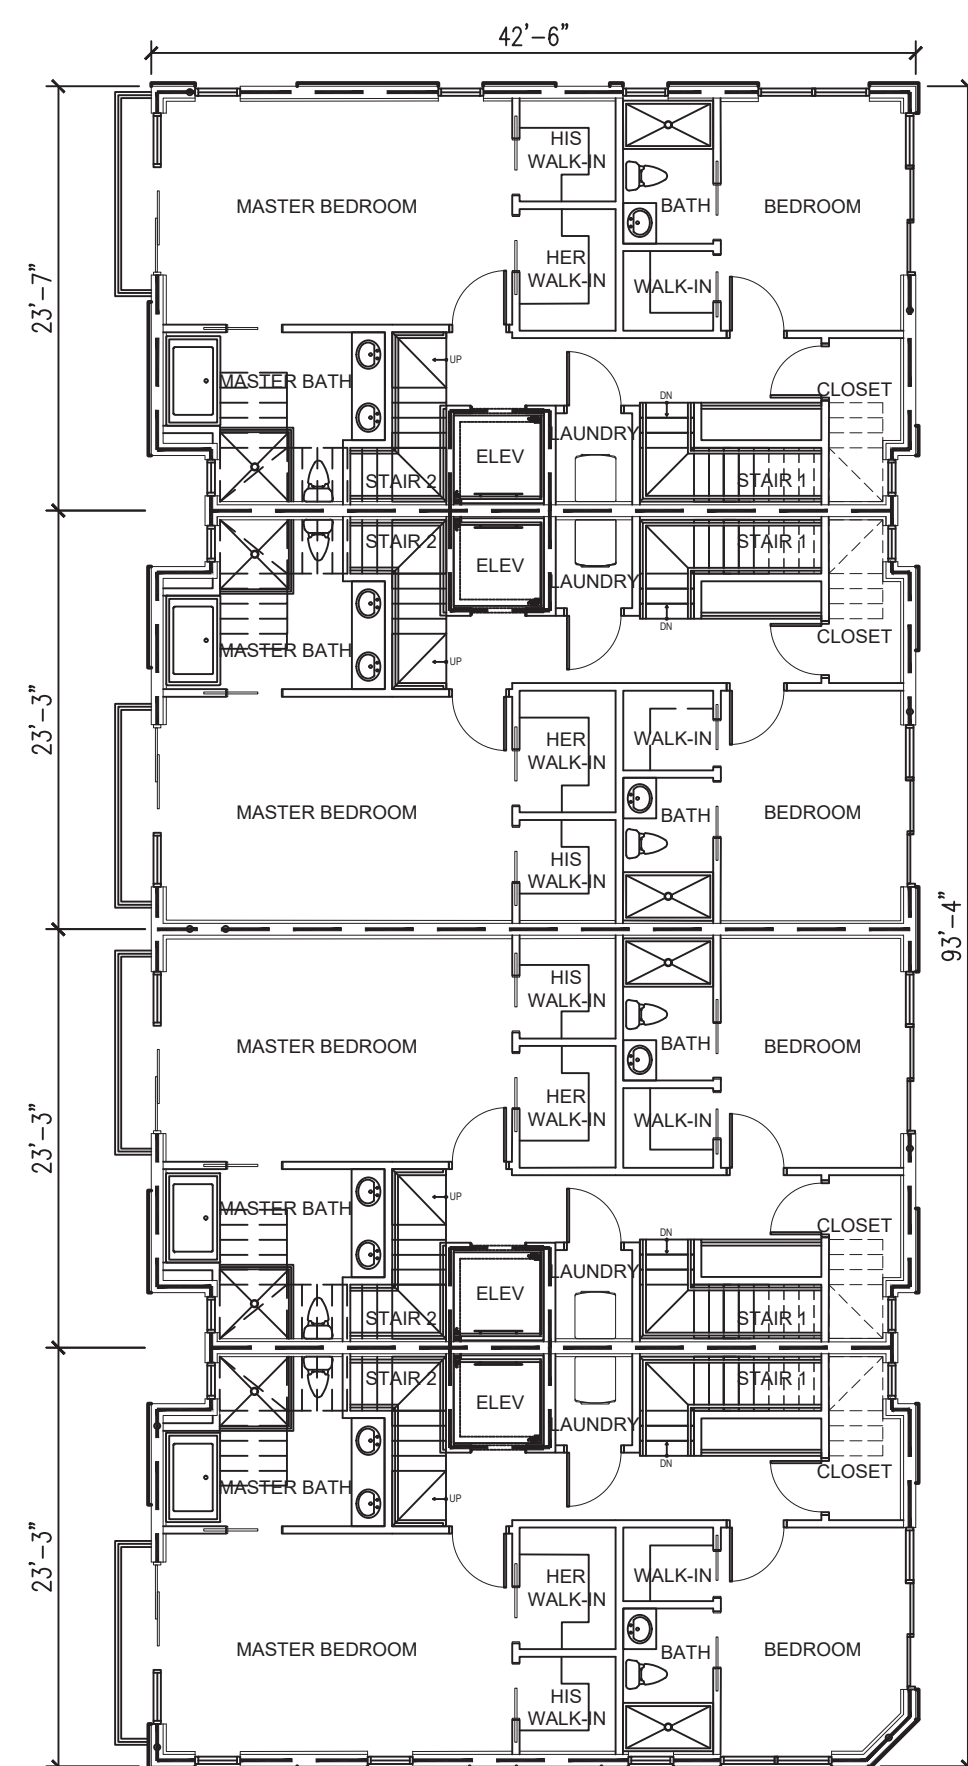 42'-6"
HIS
WALK-IN
MASTER BEDROOM
BATH
BEDROOM
HER
WALK-IN
WALK-IN
23'-7"
UP
MASTER BATH
CLOSET
DN
LAUNDRY
ELEV
STAIR 2
STAIR 1
STAIR 2
STAIR 1
ELEV
LAUNDRY
DN
CLOSET
MASTER BATH
UP
23'-3"
HER
WALK-IN
WALK-IN
MASTER BEDROOM
BATH
BEDROOM
HIS
WALK-IN
93'-4"
HIS
WALK-IN
MASTER BEDROOM
BATH
BEDROOM
HER
WALK-IN
WALK-IN
23'-3"
UP
MASTER BATH
CLOSET
DN
LAUNDRY
ELEV
STAIR 2
STAIR 1
STAIR 2
STAIR 1
ELEV
LAUNDRY
DN
CLOSET
MASTER BATH
UP
23'-3"
HER
WALK-IN
WALK-IN
MASTER BEDROOM
BATH
BEDROOM
HIS
WALK-IN